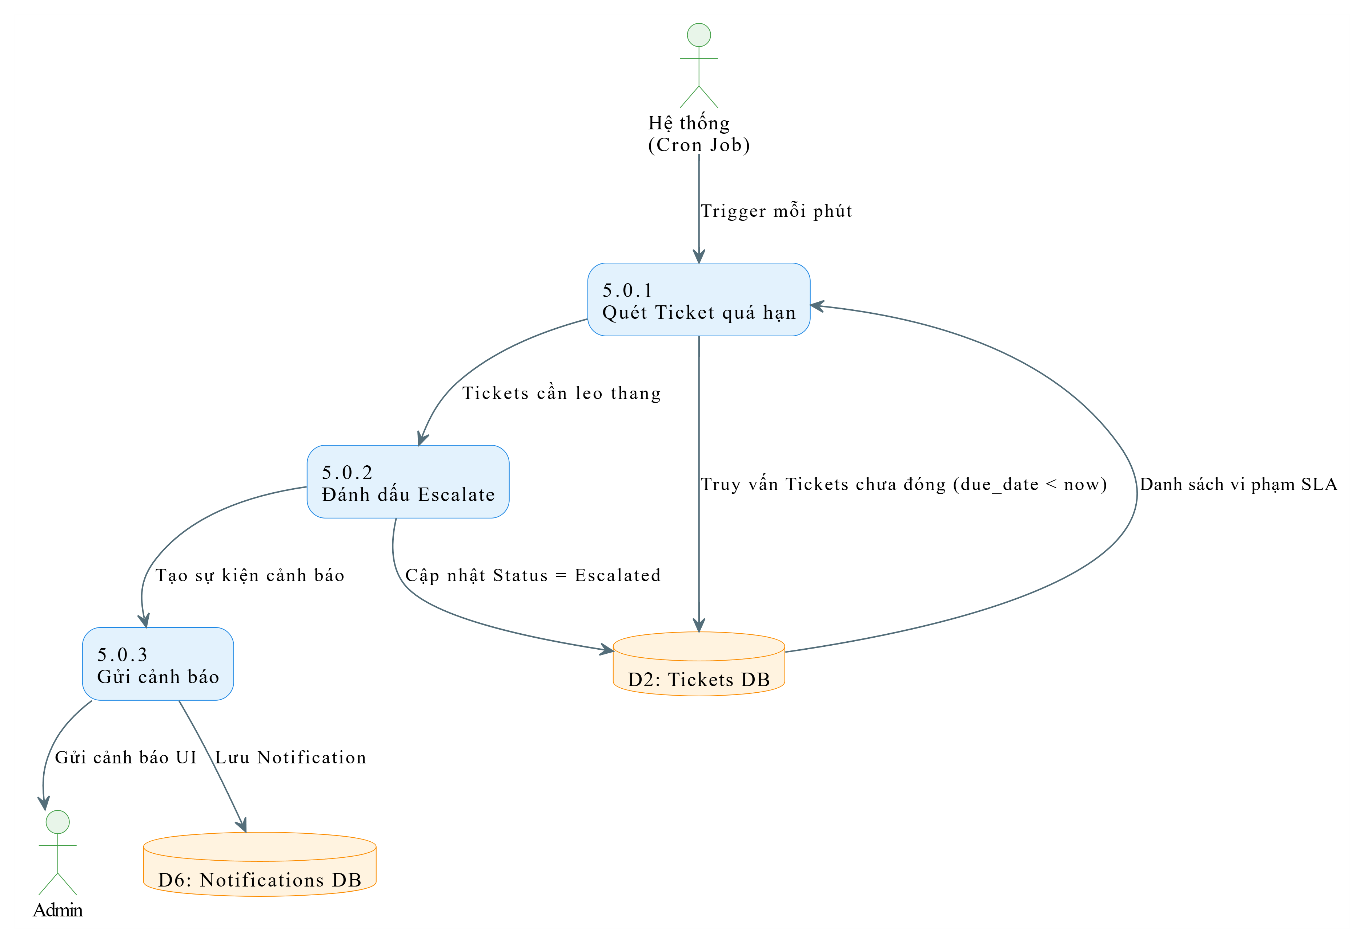 Hệ thống
(Cron Job)
Trigger mỗi phút
5.0.1
Quét Ticket quá hạn
Tickets cần leo thang
5.0.2
Đánh dấu Escalate
Truy vấn Tickets chưa đóng (due_date < now)
Danh sách vi phạm SLA
Tạo sự kiện cảnh báo
Cập nhật Status = Escalated
5.0.3
Gửi cảnh báo
D2: Tickets DB
Gửi cảnh báo UI
Lưu Notification
D6: Notifications DB
Admin